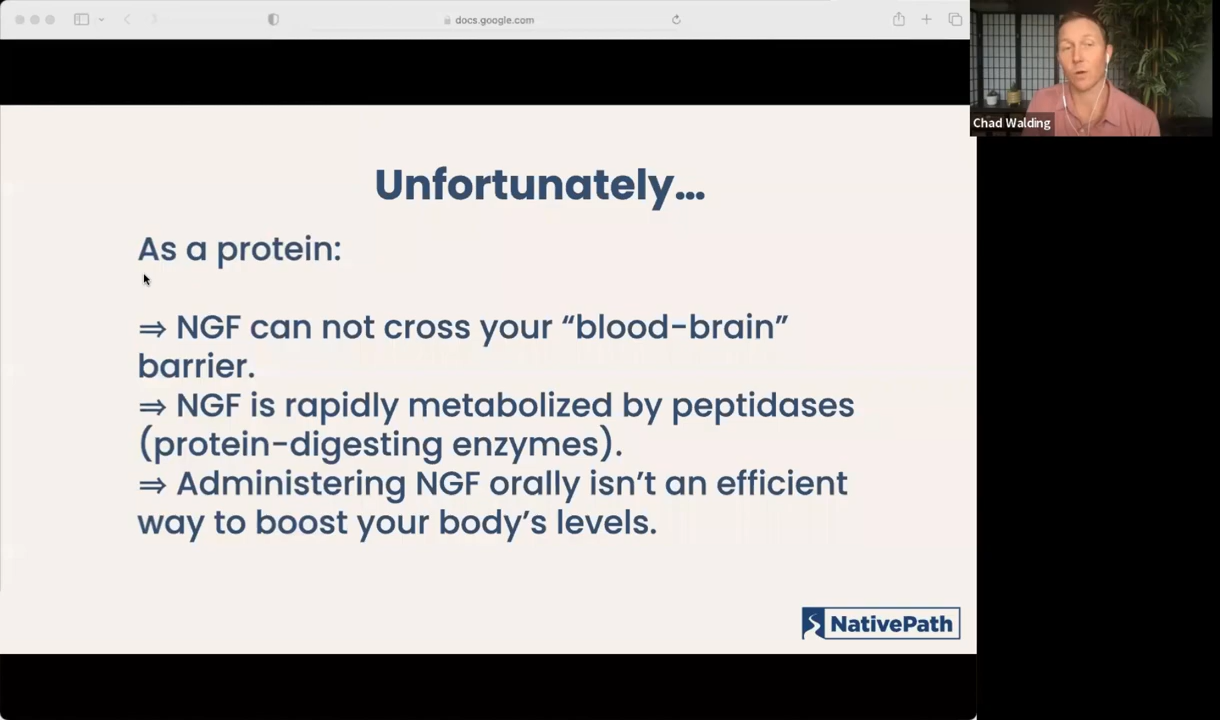 docs.google.com
Chad Walding
Unfortunately...
As a protein:
⇒ NGF can not cross your “blood-brain”
barrier.
⇒ NGF is rapidly metabolized by peptidases
(protein-digesting enzymes).
⇒ Administering NGF orally isn’t an efficient
way to boost your body’s levels.
NativePath